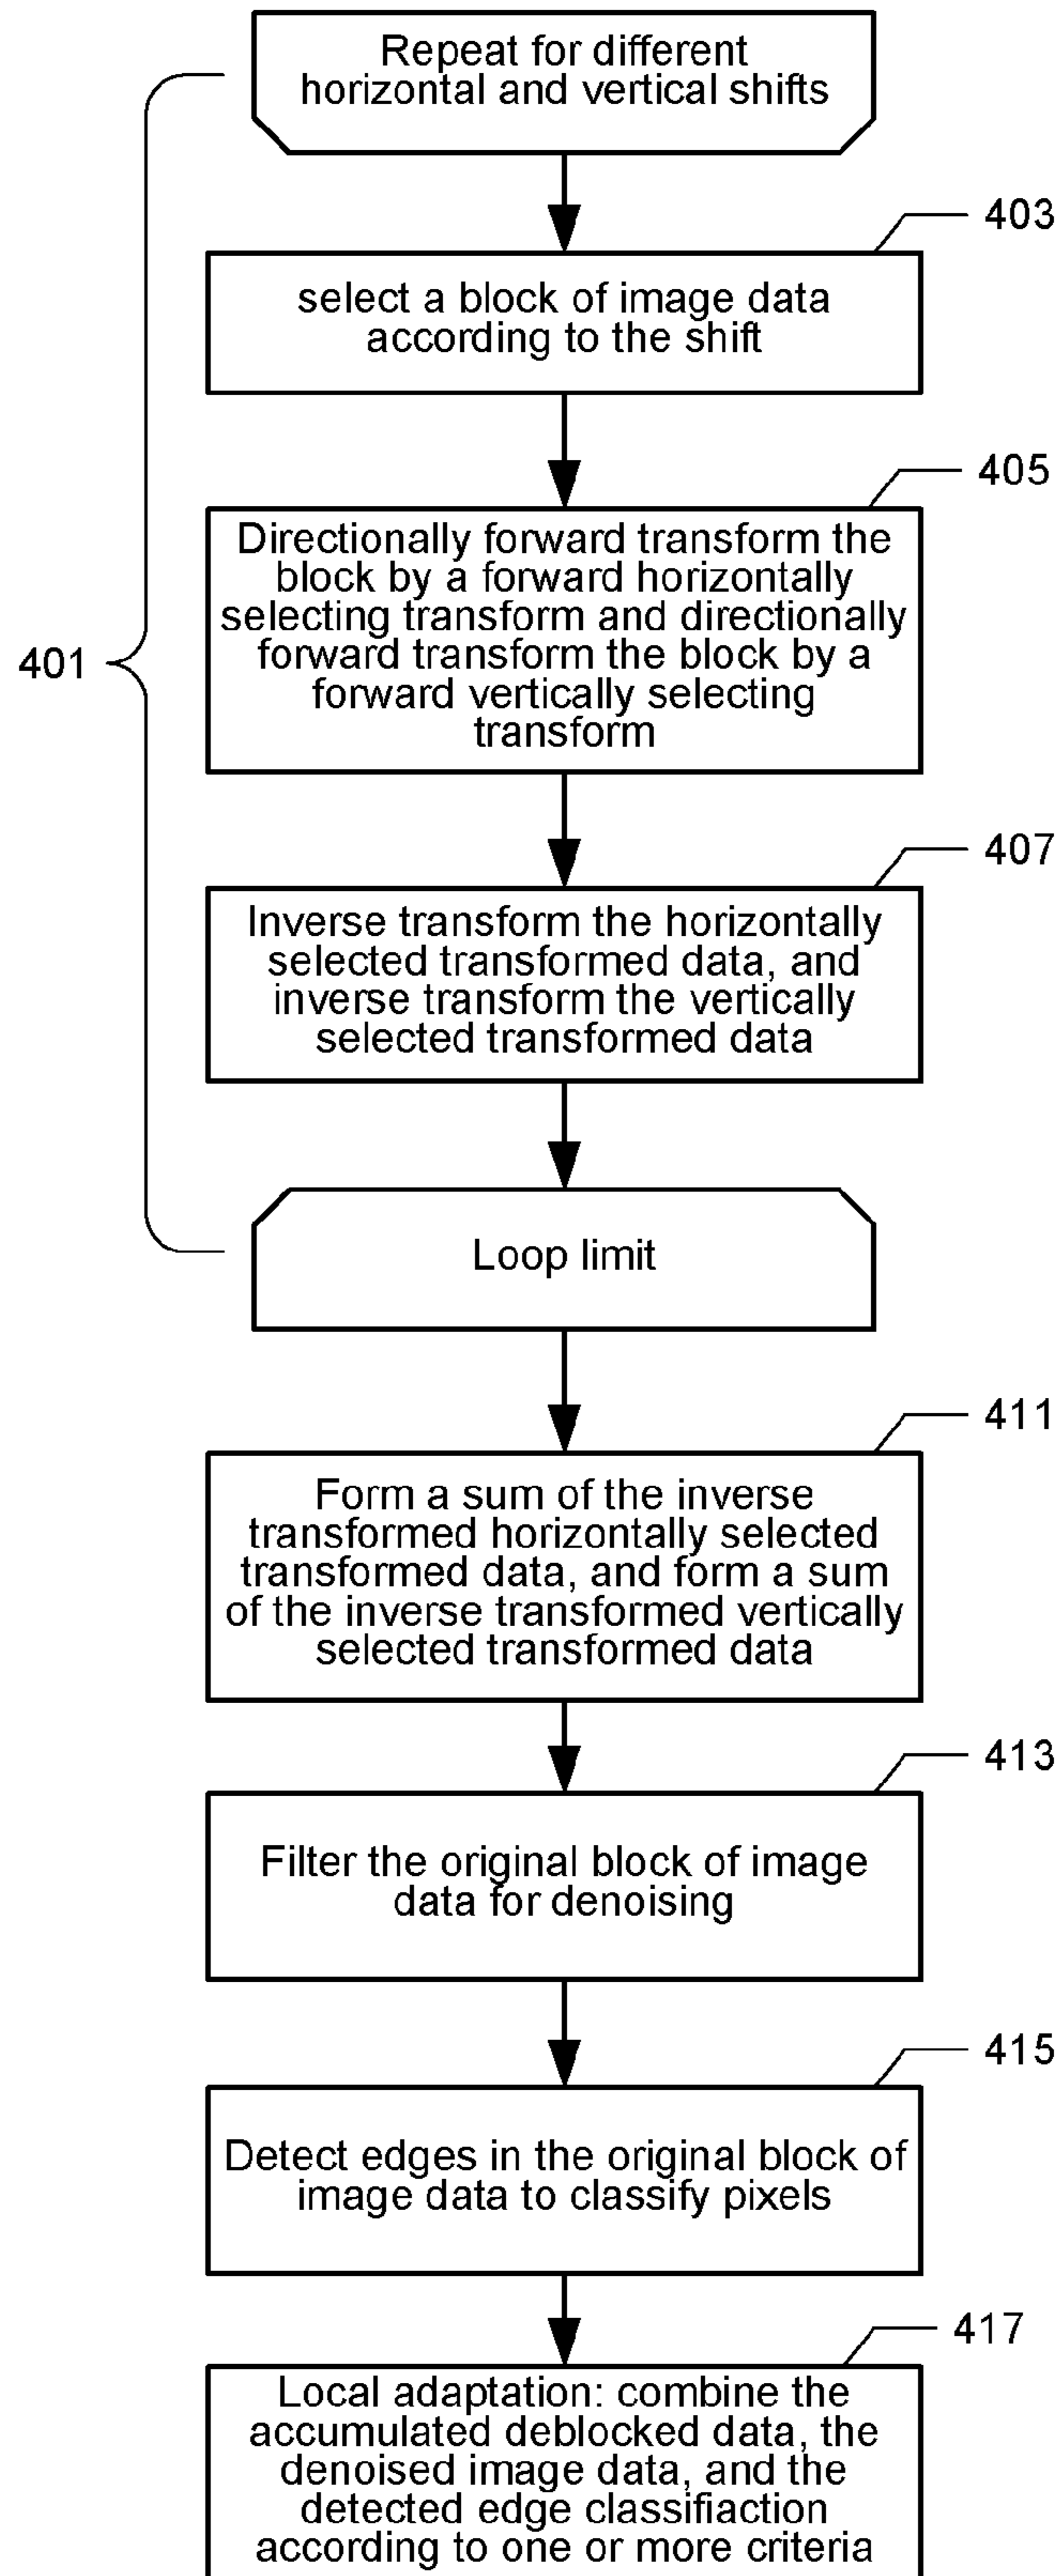 Repeat for different
horizontal and vertical shifts
403
select a block of image data
according to the shift
405
Directionally forward transform the
block by a forward horizontally
selecting transform and directionally
forward transform the block by a
forward vertically selecting
transform
401
407
Inverse transform the horizontally
selected transformed data, and
inverse transform the vertically
selected transformed data
Loop limit
411
Form a sum of the inverse
transformed horizontally selected
transformed data, and form a sum
of the inverse transformed vertically
selected transformed data
413
Filter the original block of image
data for denoising
415
Detect edges in the original block of
image data to classify pixels
417
Local adaptation: combine the
accumulated deblocked data, the
denoised image data, and the
detected edge classifiaction
according to one or more criteria